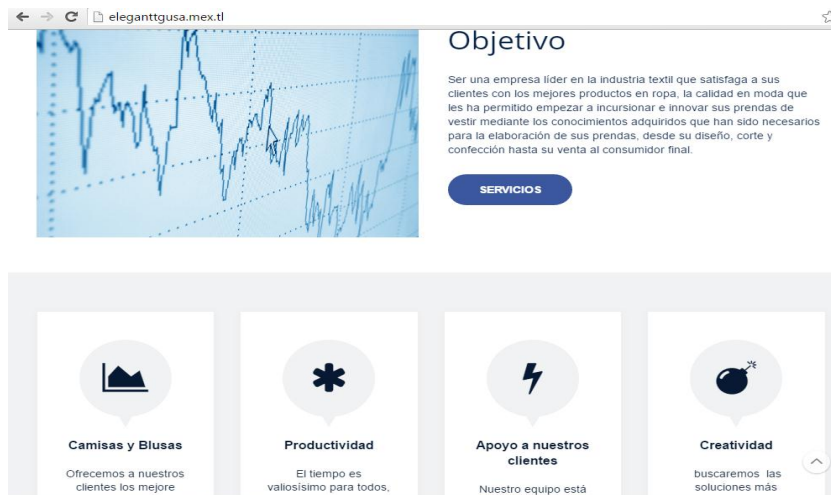 eleganttgusa.mex.tl
Objetivo
Ser una empresa líder en la industria textil que satisfaga a sus
clientes con los mejores productos en ropa, la calidad en moda que
les ha permitido empezar a incursionar e innovar sus prendas de
vestir mediante los conocimientos adquiridos que han sido necesarios
para la elaboración de sus prendas, desde su diseño, corte y
confección hasta su venta al consumidor final.
SERVICIOS
Camisas y Blusas
Ofrecemos a nuestros
clientes los mejore
Productividad
El tiempo es
valiosísimo para todos,
Apoyo a nuestros
clientes
Nuestro equipo está
Creatividad
buscaremos las
soluciones más